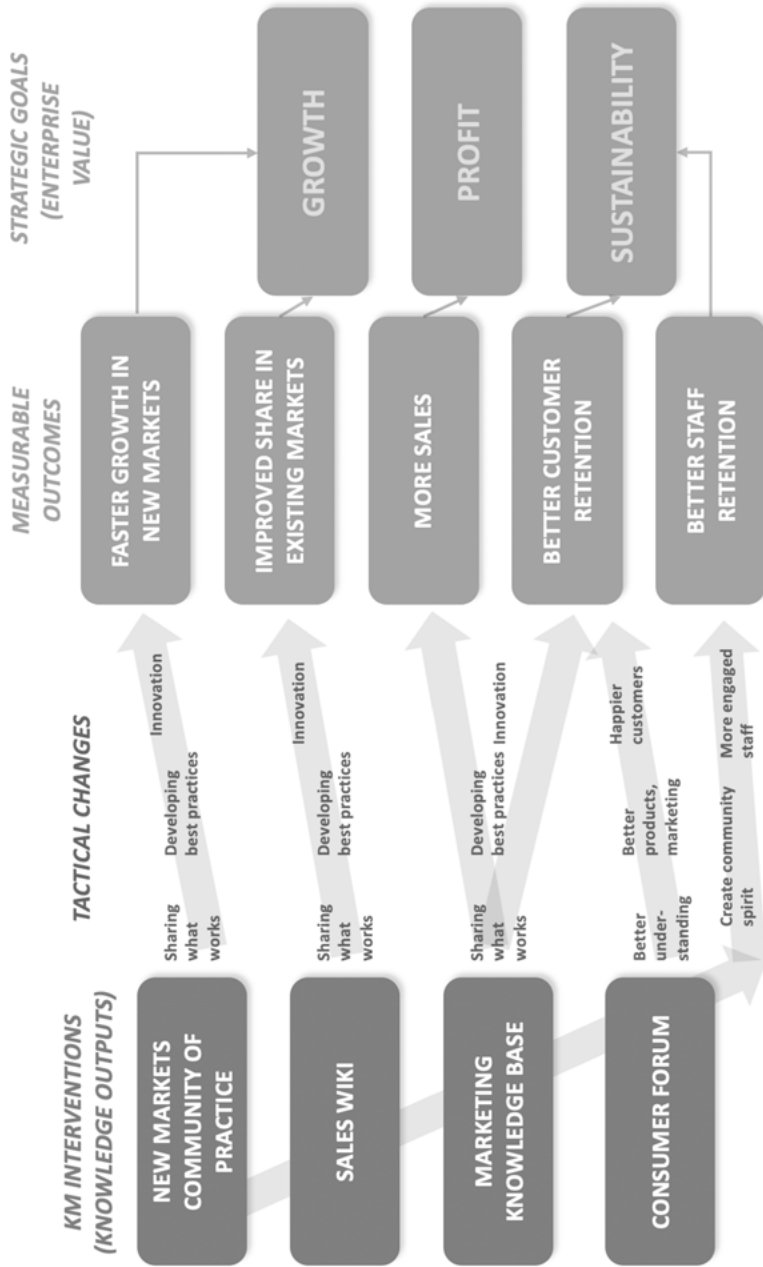 KM INTERVENTIONS
(KNOWLEDGE OUTPUTS)
NEW MARKETS
COMMUNITY OF
PRACTICE
SALES WIKI
MARKETING
KNOWLEDGE BASE
CONSUMER FORUM
TACTICAL CHANGES
Sharing
what
works
Developing
best practices
Innovation
Sharing
what
works
Developing
best practices
Innovation
Sharing
what
works
Developing
best practices
Innovation
Better
under-
standing
Better
products,
marketing
Happier
customers
Create community
spirit
More engaged
staff
MEASURABLE
OUTCOMES
FASTER GROWTH IN
NEW MARKETS
IMPROVED SHARE IN
EXISTING MARKETS
MORE SALES
BETTER CUSTOMER
RETENTION
BETTER STAFF
RETENTION
STRATEGIC GOALS
(ENTERPRISE
VALUE)
GROWTH
PROFIT
SUSTAINABILITY